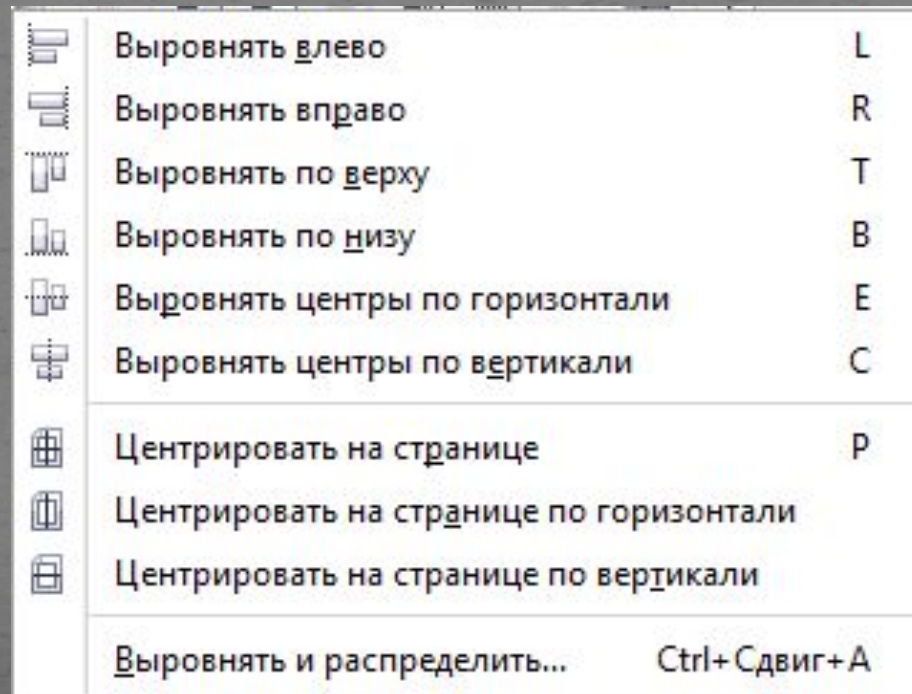 Выровнять влево L
Выровнять вправо R
Выровнять по верху T
Выровнять по низу B
Выровнять центры по горизонтали E
Выровнять центры по вертикали C
Центрировать на странице P
Центрировать на странице по горизонтали
Центрировать на странице по вертикали
Выровнять и распределить... Ctrl+Сдвиг+A